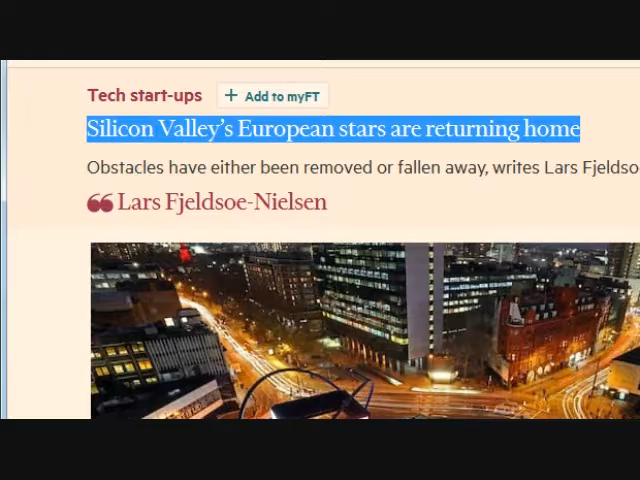 Tech start-ups + Add to myFT
Silicon Valley’s European stars are returning home
Obstacles have either been removed or fallen away, writes Lars Fjeldso
Lars Fjeldsoe-Nielsen